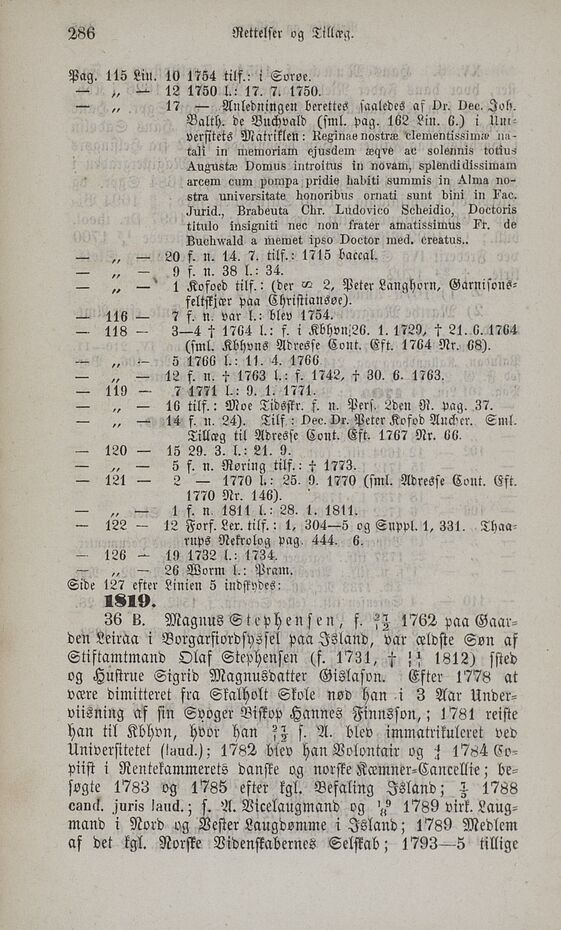 286 Rettelser og Tillæg.
Pag. 115 Lin. 10 1754 tilf.: i Sorøe.
— „ — 12 1750 l.: 17. 7. 1750.
— „ 17 — Anledningen berettes saaledes af Dr. Dec. Joh.
Balth. de Buchvald (sml. pag. 162 Lin. 6.) i Uni-
versitets Matriklen: Reginae nostræ clementissimæ na-
tali in memoriam ejusdem æqve ac solennis totius
Augustæ Domus introitus in novam, splendidissimam
arcem cum pompa pridie habiti summis in Alma no-
stra universitate honoribus ornati sunt bini in Fac.
Jurid., Brabeuta Chr. Ludovico Scheidio, Doctoris
titulo insigniti nec non frater amatissimus Fr. de
Buchwald a memet ipso Doctor med. creatus..
— „ — 20 f. n. 14. 7. tilf.: 1715 baccal.
— „ — 9 f. n. 38 l.: 34.
— „ — 1 Kofoed tilf.: (der ∞ 2, Peter Langhorn, Garnisons-
feltskjær paa Christiansøe).
— 116 — 7 f. n. var l.: blev 1754.
— 118 — 3—4 † 1764 l.: f. i Kbhvn 26. 1. 1729, † 21. 6. 1764
(sml. Kbhvns Adresse Cont. Eft. 1764 Nr. 68).
— „ — 5 1766 l.: 11. 4. 1766.
— „ — 12 f. n. † 1763 l.: f. 1742, † 30. 6. 1763.
— 119 — 7 1771 l.: 9. 1. 1771.
— „ — 16 tilf.: Moe Tidsskr. f. n. Pers. 2den R. pag. 37.
— „ — 14 f. n. 24). Tilf.: Dec. Dr. Peter Kofod Ancher. Sml.
Tillæg til Adresse Cont. Eft. 1767 Nr. 66.
— 120 — 15 29. 3. l.: 21. 9.
— „ — 5 f. n. Røring tilf.: † 1773.
— 121 — 2 — 1770 l.: 25. 9. 1770 (sml. Adresse Cont. Eft.
1770 Nr. 146).
— „ — 1 f. n. 1811 l.: 28. 1. 1811.
— 122 — 12 Forf. Lex. tilf.: 1, 304—5 og Suppl. 1, 331. Thaa-
rups Nekrolog pag. 444. 6.
— 126 — 19 1732 l.: 1734.
— „ — 26 Worm l.: Pram.
Side 127 efter Linien 5 indskydes:
1819.
36 B. Magnus Stephensen, f. 27/12 1762 paa Gaar-
den Leiraa i Borgarfiordsyssel paa Island, var ældste Søn af
Stiftamtmand Olaf Stephensen (f. 1731, † 11/11 1812) ssted
og Hustrue Sigrid Magnusdatter Gislason. Efter 1778 at
være dimitteret fra Skalholt Skole nød han i 3 Aar Under-
viisning af sin Svoger Biskop Hannes Finnsson,; 1781 reiste
han til Kbhvn, hvor han s. A. blev immatrikuleret ved
Universitetet (laud.); 1782 blev han Volontair og 1784 Co-
piist i Rentekammerets danske og norske Kæmner-Cancellie; be-
søgte 1783 og 1785 efter kgl. Befaling Island; 1788
cand. juris laud.; s. A. Vicelaugmand og 1789 virk. Laug-
mand i Nord og Vester Laugdømme i Island; 1789 Medlem
af det kgl. Norske Videnskabernes Selskab; 1793—5 tillige